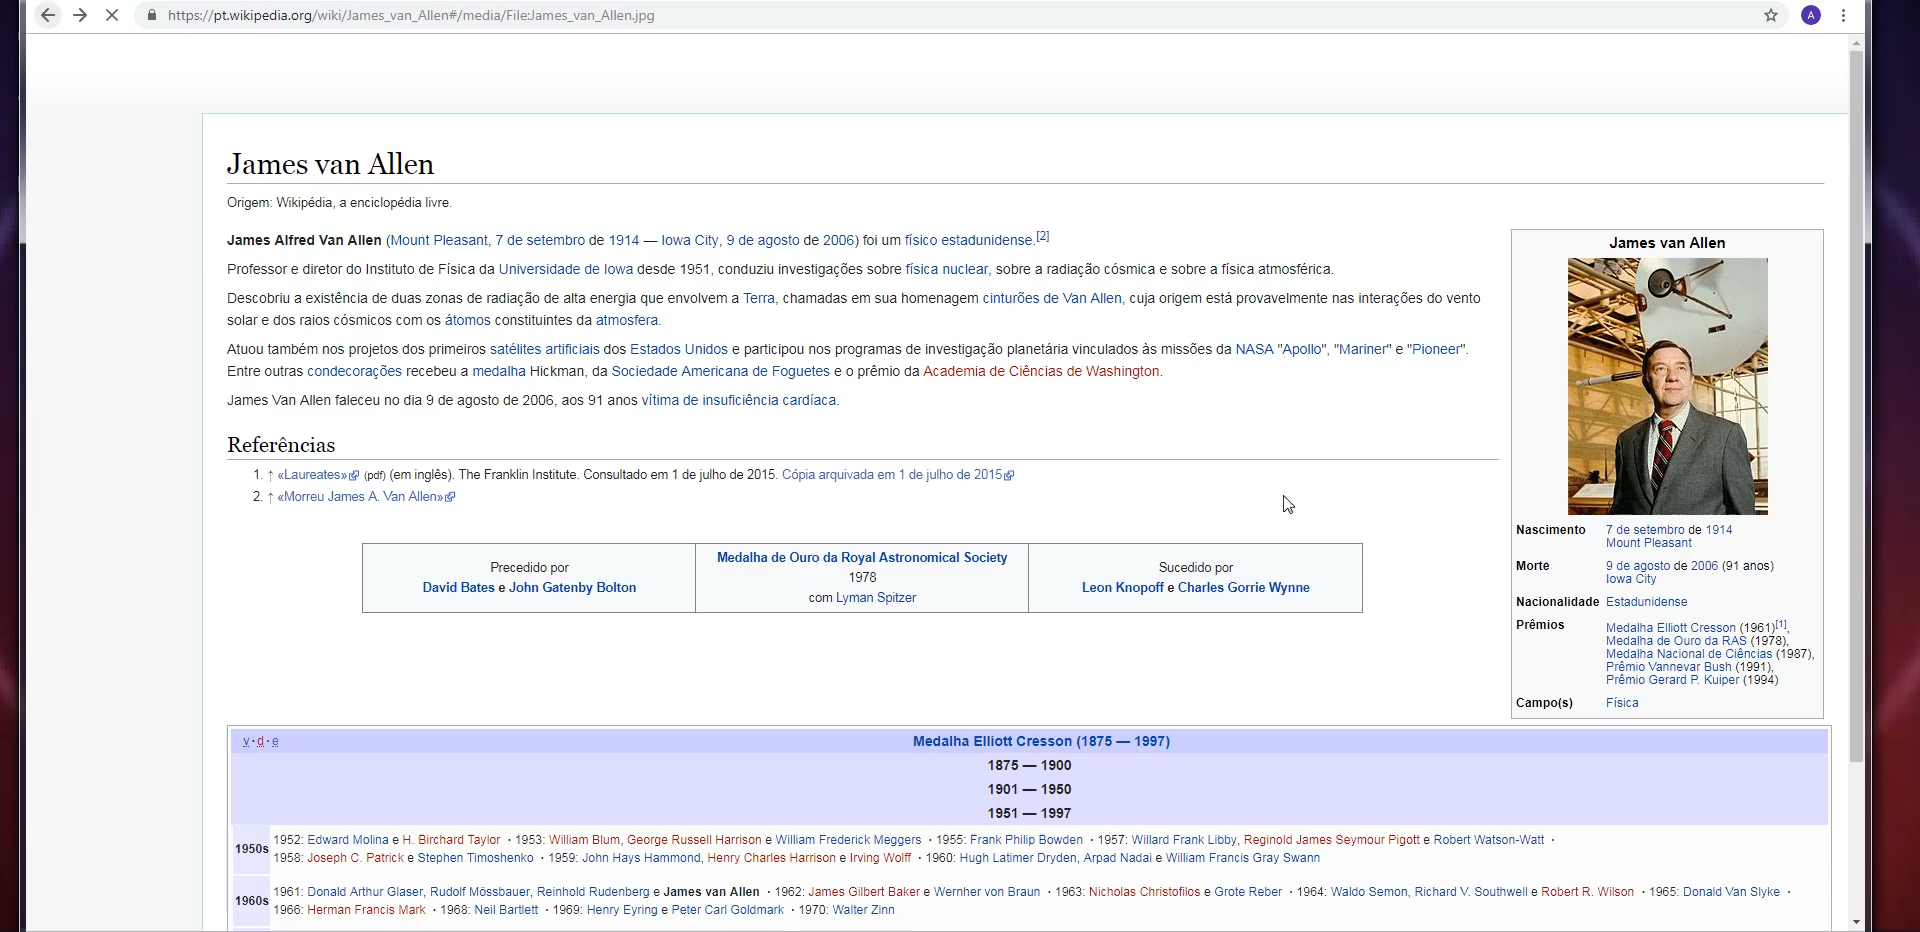 https://pt.wikipedia.org/wiki/James_van_Allen#/media/File:James_van_Allen.jpg
A
James van Allen
Origem: Wikipédia, a enciclopédia livre.
James Alfred Van Allen (Mount Pleasant, 7 de setembro de 1914 — Iowa City, 9 de agosto de 2006) foi um físico estadunidense.[2]
Professor e diretor do Instituto de Física da Universidade de Iowa desde 1951, conduziu investigações sobre física nuclear, sobre a radiação cósmica e sobre a física atmosférica.
Descobriu a existência de duas zonas de radiação de alta energia que envolvem a Terra, chamadas em sua homenagem cinturões de Van Allen, cuja origem está provavelmente nas interações do vento
solar e dos raios cósmicos com os átomos constituintes da atmosfera.
Atuou também nos projetos dos primeiros satélites artificiais dos Estados Unidos e participou nos programas de investigação planetária vinculados às missões da NASA "Apollo", "Mariner" e "Pioneer".
Entre outras condecorações recebeu a medalha Hickman, da Sociedade Americana de Foguetes e o prêmio da Academia de Ciências de Washington.
James Van Allen faleceu no dia 9 de agosto de 2006, aos 91 anos vítima de insuficiência cardíaca.
Referências
1. ↑ «Laureates» (pdf) (em inglês). The Franklin Institute. Consultado em 1 de julho de 2015. Cópia arquivada em 1 de julho de 2015
2. ↑ «Morreu James A. Van Allen»
Precedido por
David Bates e John Gatenby Bolton
Medalha de Ouro da Royal Astronomical Society
1978
com Lyman Spitzer
Sucedido por
Leon Knopoff e Charles Gorrie Wynne
James van Allen
Nascimento 7 de setembro de 1914
Mount Pleasant
Morte 9 de agosto de 2006 (91 anos)
Iowa City
Nacionalidade Estadunidense
Prêmios Medalha Elliott Cresson (1961)[1],
Medalha de Ouro da RAS (1978),
Medalha Nacional de Ciências (1987),
Prêmio Vannevar Bush (1991),
Prêmio Gerard P. Kuiper (1994)
Campo(s) Física
v · d · e Medalha Elliott Cresson (1875 — 1997)
1875 — 1900
1901 — 1950
1951 — 1997
1950s 1952: Edward Molina e H. Birchard Taylor · 1953: William Blum, George Russell Harrison e William Frederick Meggers · 1955: Frank Philip Bowden · 1957: Willard Frank Libby, Reginold James Seymour Pigott e Robert Watson-Watt ·
1958: Joseph C. Patrick e Stephen Timoshenko · 1959: John Hays Hammond, Henry Charles Harrison e Irving Wolff · 1960: Hugh Latimer Dryden, Arpad Nadai e William Francis Gray Swann
1960s 1961: Donald Arthur Glaser, Rudolf Mössbauer, Reinhold Rudenberg e James van Allen · 1962: James Gilbert Baker e Wernher von Braun · 1963: Nicholas Christofilos e Grote Reber · 1964: Waldo Semon, Richard V. Southwell e Robert R. Wilson · 1965: Donald Van Slyke ·
1966: Herman Francis Mark · 1968: Neil Bartlett · 1969: Henry Eyring e Peter Carl Goldmark · 1970: Walter Zinn